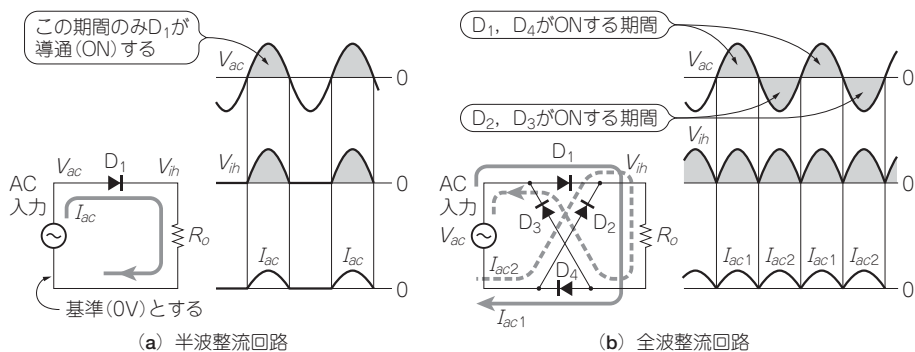 この期間のみD1が
導通(ON)する
Vac
0
Vac
D1
Vih
Vih
0
AC
入力
Iac
Ro
Iac
Iac
0
基準(0V)とする
(a) 半波整流回路
D1, D4がONする期間
Vac
0
D2, D3がONする期間
Vih
0
D1
Vih
AC
入力
Vac
D3
D2
Ro
Iac2
D4
Iac1
Iac1
Iac2
Iac1
Iac2
0
(b) 全波整流回路